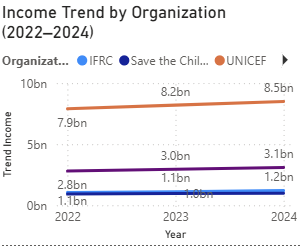 Income Trend by Organization
(2022–2024)
Organizat... IFRC Save the Chil... UNICEF
10bn
8.5bn
8.2bn
7.9bn
5bn
Trend Income
3.1bn
3.0bn
2.8bn
1.2bn
1.1bn
1.0bn
1.1bn
0bn
2022 2023 2024
Year